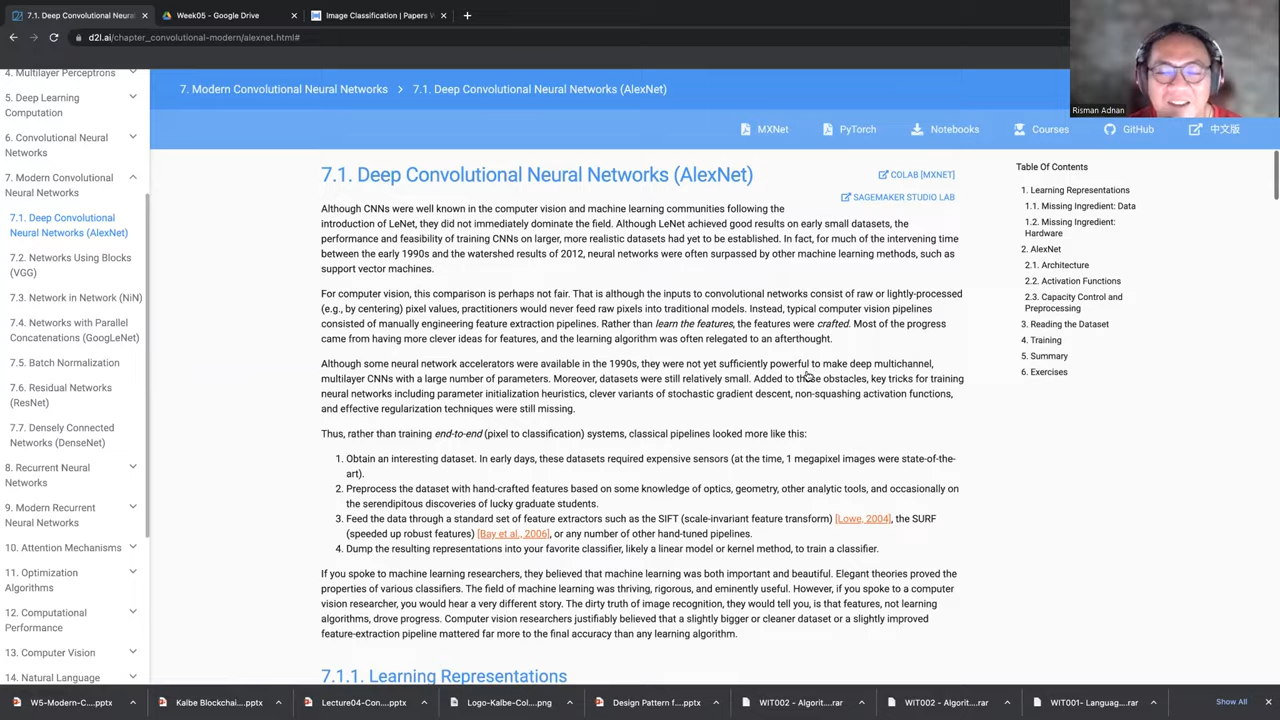 7.1. Deep Convolutional Neural
Week05 - Google Drive
Image Classification | Papers W
d2l.ai/chapter_convolutional-modern/alexnet.html#
Risman Adnan
4. Multilayer Perceptrons
5. Deep Learning
Computation
6. Convolutional Neural
Networks
7. Modern Convolutional
Neural Networks
7.1. Deep Convolutional
Neural Networks (AlexNet)
7.2. Networks Using Blocks
(VGG)
7.3. Network in Network (NiN)
7.4. Networks with Parallel
Concatenations (GoogLeNet)
7.5. Batch Normalization
7.6. Residual Networks
(ResNet)
7.7. Densely Connected
Networks (DenseNet)
8. Recurrent Neural
Networks
9. Modern Recurrent
Neural Networks
10. Attention Mechanisms
11. Optimization
Algorithms
12. Computational
Performance
13. Computer Vision
14. Natural Language
7. Modern Convolutional Neural Networks > 7.1. Deep Convolutional Neural Networks (AlexNet)
MXNet PyTorch Notebooks Courses GitHub 中文版
7.1. Deep Convolutional Neural Networks (AlexNet)
COLAB [MXNET]
SAGEMAKER STUDIO LAB
Although CNNs were well known in the computer vision and machine learning communities following the
introduction of LeNet, they did not immediately dominate the field. Although LeNet achieved good results on early small datasets, the
performance and feasibility of training CNNs on larger, more realistic datasets had yet to be established. In fact, for much of the intervening time
between the early 1990s and the watershed results of 2012, neural networks were often surpassed by other machine learning methods, such as
support vector machines.
For computer vision, this comparison is perhaps not fair. That is although the inputs to convolutional networks consist of raw or lightly-processed
(e.g., by centering) pixel values, practitioners would never feed raw pixels into traditional models. Instead, typical computer vision pipelines
consisted of manually engineering feature extraction pipelines. Rather than learn the features, the features were crafted. Most of the progress
came from having more clever ideas for features, and the learning algorithm was often relegated to an afterthought.
Although some neural network accelerators were available in the 1990s, they were not yet sufficiently powerful to make deep multichannel,
multilayer CNNs with a large number of parameters. Moreover, datasets were still relatively small. Added to these obstacles, key tricks for training
neural networks including parameter initialization heuristics, clever variants of stochastic gradient descent, non-squashing activation functions,
and effective regularization techniques were still missing.
Thus, rather than training end-to-end (pixel to classification) systems, classical pipelines looked more like this:
1. Obtain an interesting dataset. In early days, these datasets required expensive sensors (at the time, 1 megapixel images were state-of-the-
art).
2. Preprocess the dataset with hand-crafted features based on some knowledge of optics, geometry, other analytic tools, and occasionally on
the serendipitous discoveries of lucky graduate students.
3. Feed the data through a standard set of feature extractors such as the SIFT (scale-invariant feature transform) [Lowe, 2004], the SURF
(speeded up robust features) [Bay et al., 2006], or any number of other hand-tuned pipelines.
4. Dump the resulting representations into your favorite classifier, likely a linear model or kernel method, to train a classifier.
If you spoke to machine learning researchers, they believed that machine learning was both important and beautiful. Elegant theories proved the
properties of various classifiers. The field of machine learning was thriving, rigorous, and eminently useful. However, if you spoke to a computer
vision researcher, you would hear a very different story. The dirty truth of image recognition, they would tell you, is that features, not learning
algorithms, drove progress. Computer vision researchers justifiably believed that a slightly bigger or cleaner dataset or a slightly improved
feature-extraction pipeline mattered far more to the final accuracy than any learning algorithm.
7.1.1. Learning Representations
Table Of Contents
1. Learning Representations
1.1. Missing Ingredient: Data
1.2. Missing Ingredient:
Hardware
2. AlexNet
2.1. Architecture
2.2. Activation Functions
2.3. Capacity Control and
Preprocessing
3. Reading the Dataset
4. Training
5. Summary
6. Exercises
W5-Modern-C....pptx
Kalbe Blockchai...pptx
Lecture04-Con....pptx
Logo-Kalbe-Col....png
Design Pattern f....pptx
WIT002 - Algorit....rar
WIT002 - Algorit....rar
WIT001- Languag....rar
Show All